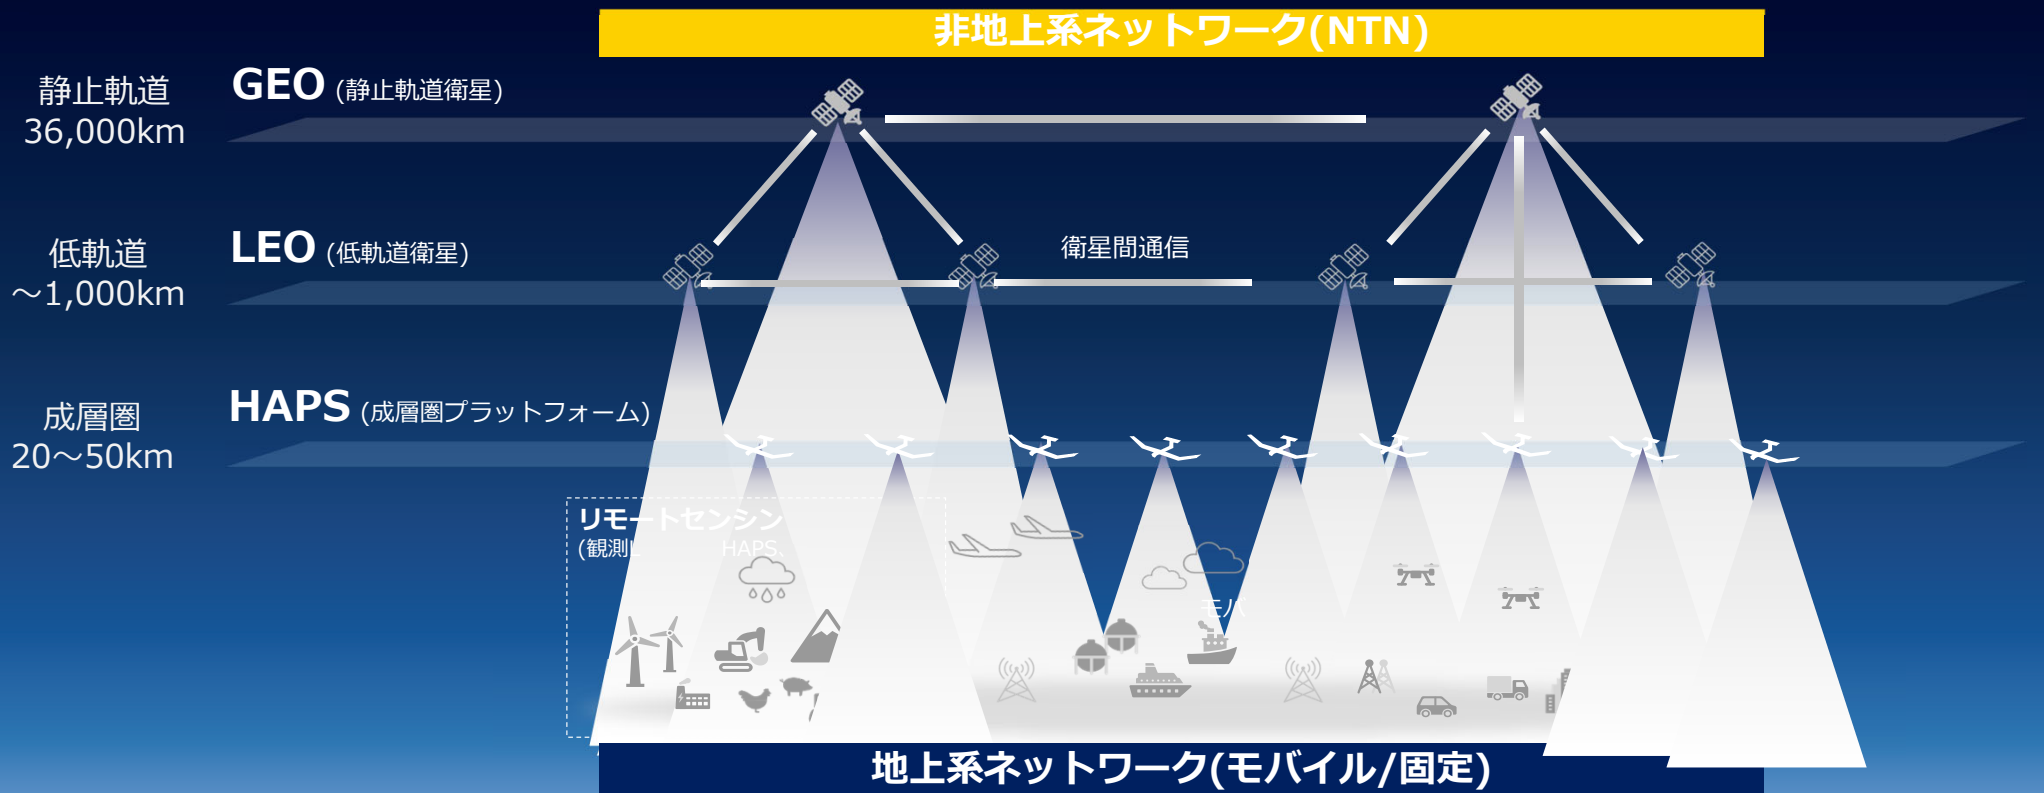 非地上系ネットワーク(NTN)
静止軌道
36,000km
GEO (静止軌道衛星)
低軌道
～1,000km
LEO (低軌道衛星)
衛星間通信
成層圏
20～50km
HAPS (成層圏プラットフォーム)
リモートセンシン
(観測L HAPS、
モバ
地上系ネットワーク(モバイル/固定)